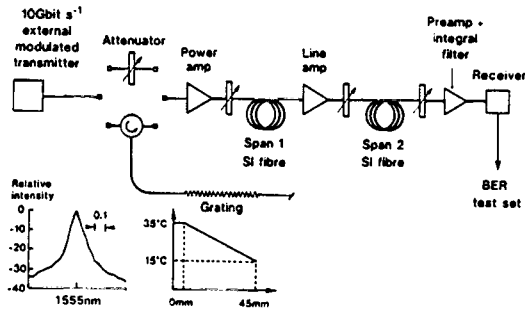 10Gbit s⁻¹
external
modulated
transmitter
Attenuator
Power
amp
Line
amp
Preamp +
integral
filter
Receiver
Span 1
SI fibre
Span 2
SI fibre
BER
test set
Grating
Relative
intensity
0
-10
-20
-30
-40
0.1
1555nm
35°C
15°C
0mm
45mm